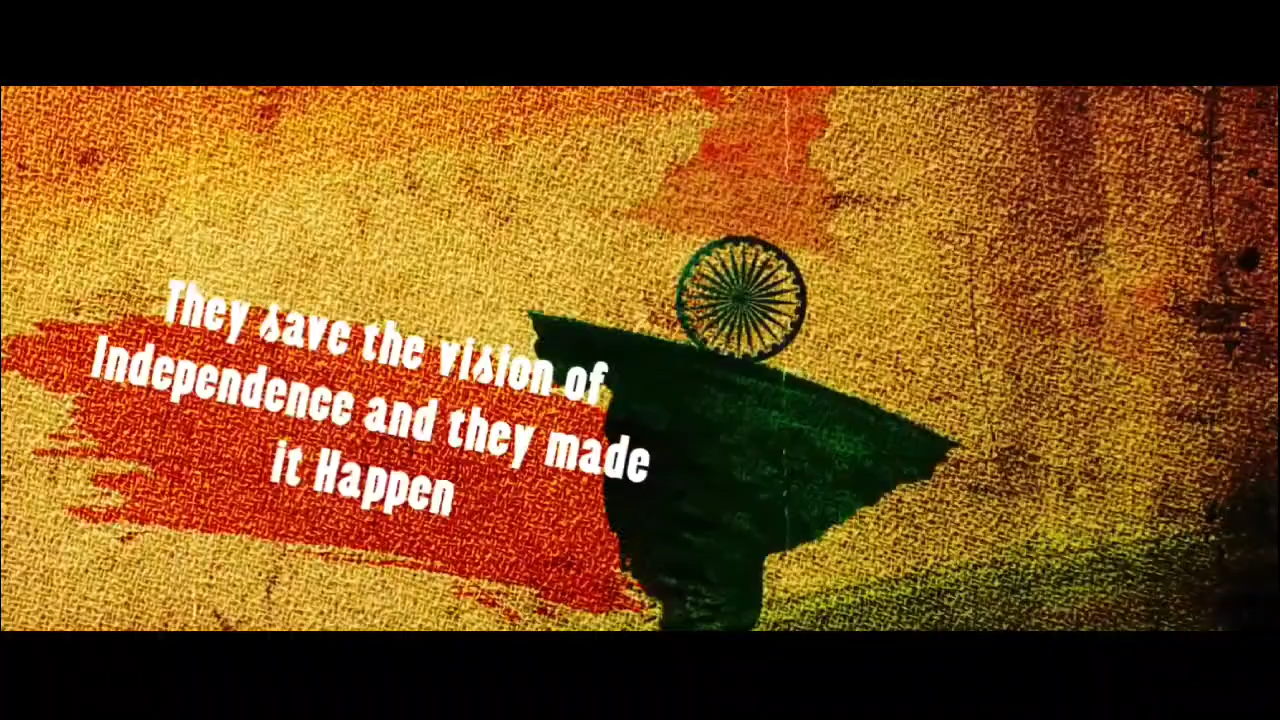 They save the vision of
Independence and they made
it Happen